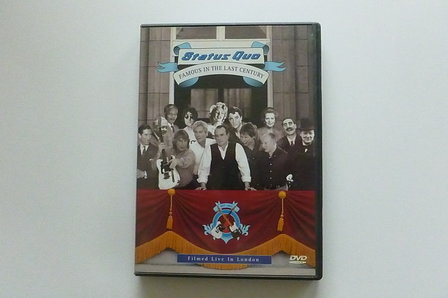 Status Quo
FAMOUS IN THE LAST CENTURY
Filmed Live In London
DVD